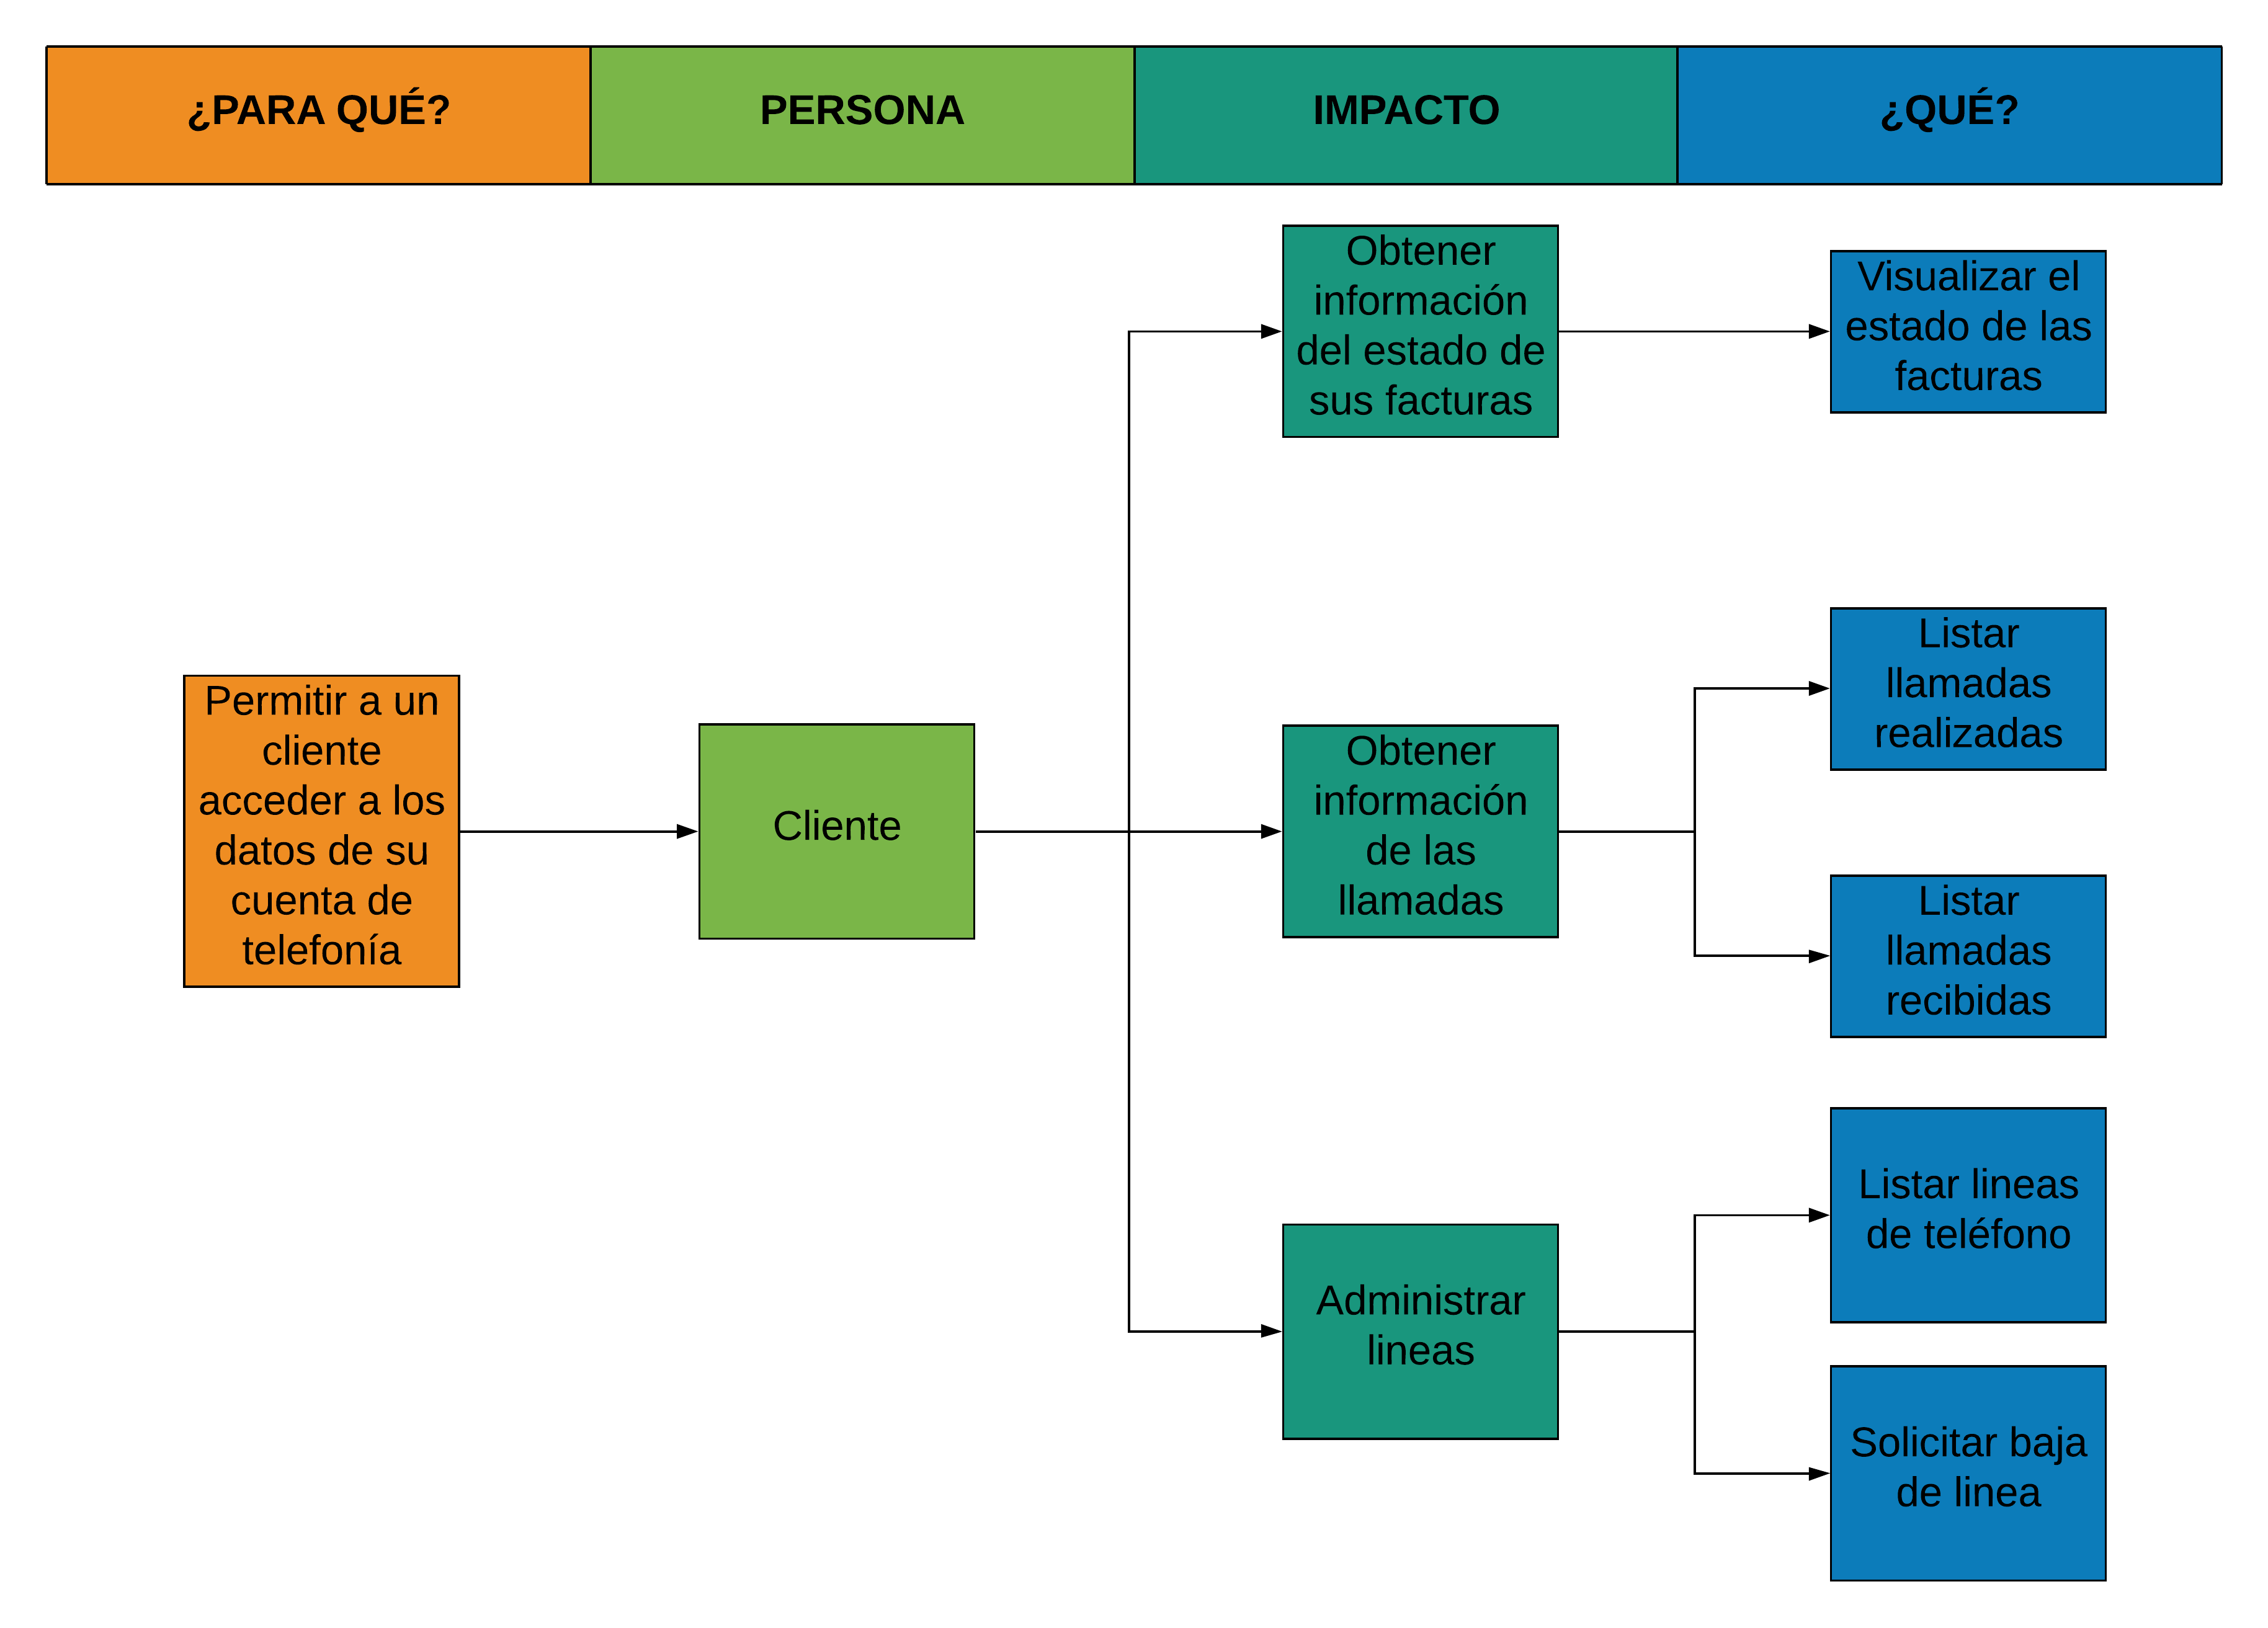 ¿PARA QUÉ?
PERSONA
IMPACTO
¿QUÉ?
Permitir a un
cliente
acceder a los
datos de su
cuenta de
telefonía
Cliente
Obtener
información
del estado de
sus facturas
Visualizar el
estado de las
facturas
Obtener
información
de las
llamadas
Listar
llamadas
realizadas
Listar
llamadas
recibidas
Administrar
lineas
Listar lineas
de teléfono
Solicitar baja
de linea